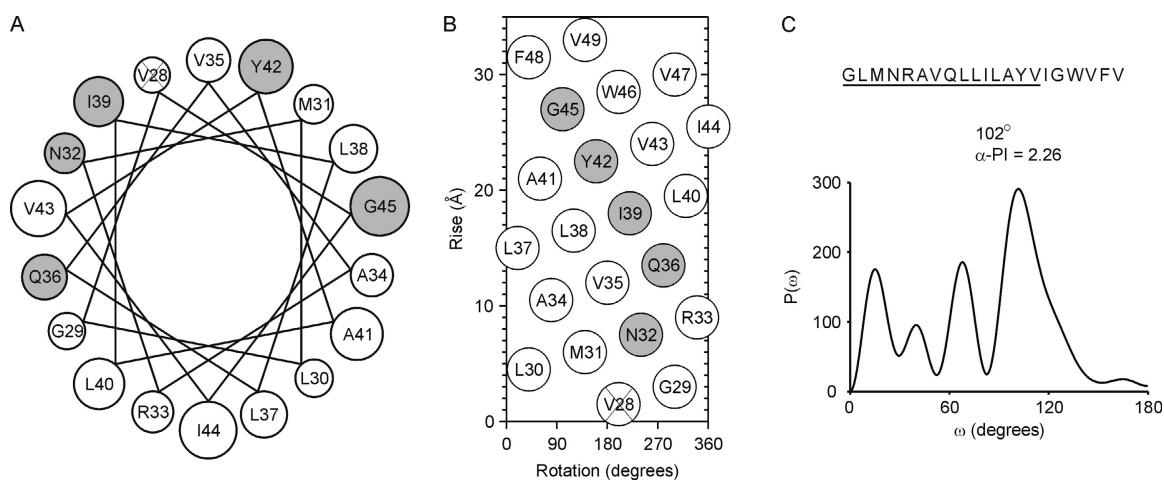 A
V28
V35
Y42
I39
M31
N32
L38
V43
G45
Q36
A34
G29
A41
L40
L30
R33
L37
I44
B
Rise (Å)
30
20
10
0
F48
V49
V47
W46
G45
I44
V43
Y42
A41
L40
I39
L38
L37
Q36
V35
A34
R33
N32
M31
L30
G29
V28
0 90 180 270 360
Rotation (degrees)
C
GLMNRAVQLLILAYVIGWVFV
102°
α-PI = 2.26
P(ω)
300
200
100
0
0 60 120 180
ω (degrees)